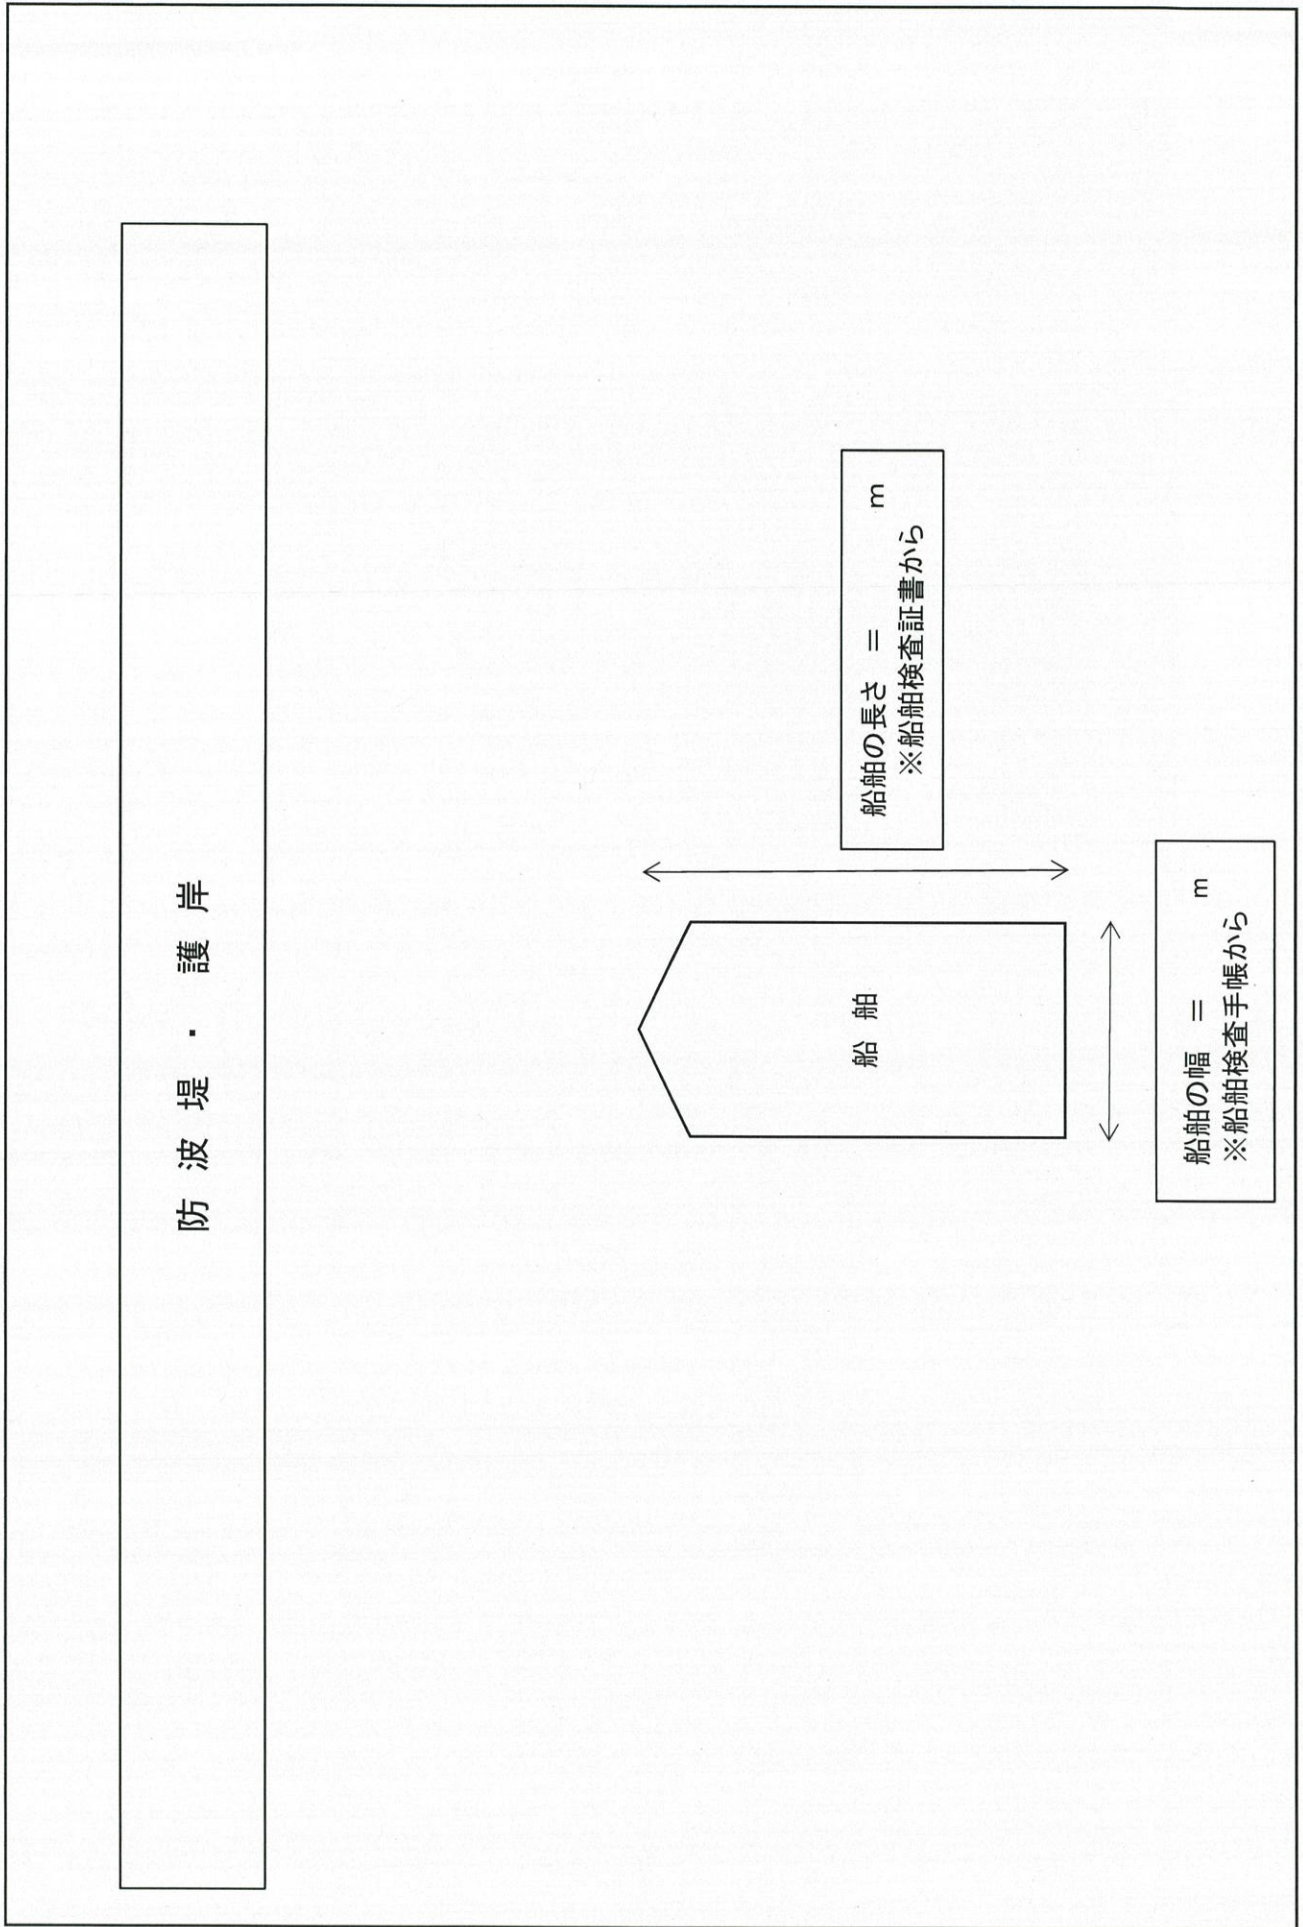 防波堤・護岸
船舶
船舶の長さ = m
※船舶検査証書から
船舶の幅 = m
※船舶検査手帳から